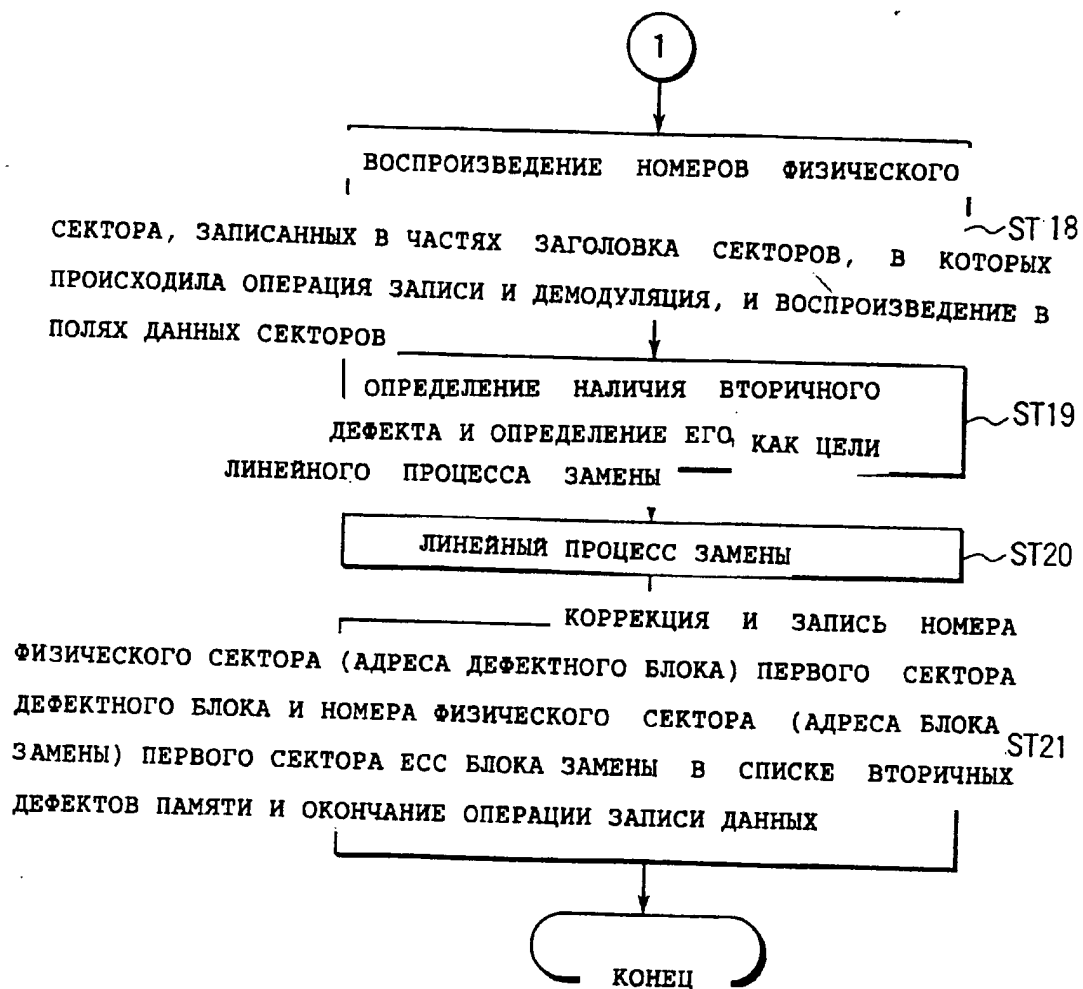 1
ВОСПРОИЗВЕДЕНИЕ НОМЕРОВ ФИЗИЧЕСКОГО
СЕКТОРА, ЗАПИСАННЫХ В ЧАСТЯХ ЗАГОЛОВКА СЕКТОРОВ, В КОТОРЫХ
ПРОИСХОДИЛА ОПЕРАЦИЯ ЗАПИСИ И ДЕМОДУЛЯЦИЯ, И ВОСПРОИЗВЕДЕНИЕ В
ПОЛЯХ ДАННЫХ СЕКТОРОВ
ST18
ОПРЕДЕЛЕНИЕ НАЛИЧИЯ ВТОРИЧНОГО
ДЕФЕКТА И ОПРЕДЕЛЕНИЕ ЕГО КАК ЦЕЛИ
ЛИНЕЙНОГО ПРОЦЕССА ЗАМЕНЫ
ST19
ЛИНЕЙНЫЙ ПРОЦЕСС ЗАМЕНЫ
ST20
КОРРЕКЦИЯ И ЗАПИСЬ НОМЕРА
ФИЗИЧЕСКОГО СЕКТОРА (АДРЕСА ДЕФЕКТНОГО БЛОКА) ПЕРВОГО СЕКТОРА
ДЕФЕКТНОГО БЛОКА И НОМЕРА ФИЗИЧЕСКОГО СЕКТОРА (АДРЕСА БЛОКА
ЗАМЕНЫ) ПЕРВОГО СЕКТОРА ЕСС БЛОКА ЗАМЕНЫ В СПИСКЕ ВТОРИЧНЫХ
ДЕФЕКТОВ ПАМЯТИ И ОКОНЧАНИЕ ОПЕРАЦИИ ЗАПИСИ ДАННЫХ
ST21
КОНЕЦ